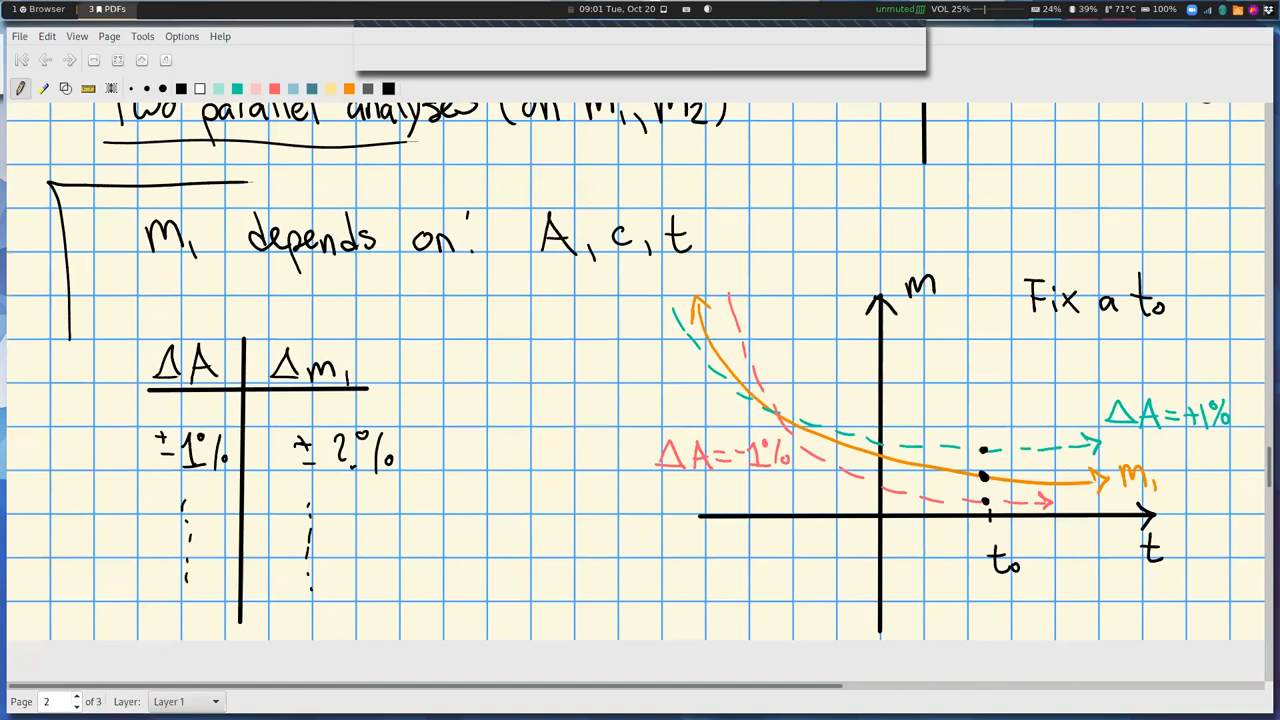 1 Browser 3 PDFs 09:01 Tue, Oct 20 unmuted VOL 25% 24% 39% 71°C 100%
File Edit View Page Tools Options Help
Two parallel analyses (on m1, m2)
m1 depends on: A, c, t
m Fix a t0
ΔA Δm1
ΔA=+1%
±1% ±?% ΔA=-1%
m1
t0 t
Page 2 of 3 Layer: Layer 1